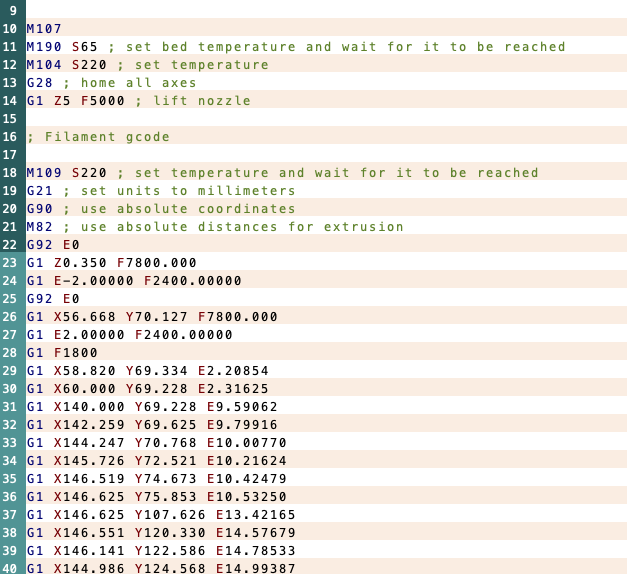 9
10 M107
11 M190 S65 ; set bed temperature and wait for it to be reached
12 M104 S220 ; set temperature
13 G28 ; home all axes
14 G1 Z5 F5000 ; lift nozzle
15
16 ; Filament gcode
17
18 M109 S220 ; set temperature and wait for it to be reached
19 G21 ; set units to millimeters
20 G90 ; use absolute coordinates
21 M82 ; use absolute distances for extrusion
22 G92 E0
23 G1 Z0.350 F7800.000
24 G1 E-2.00000 F2400.00000
25 G92 E0
26 G1 X56.668 Y70.127 F7800.000
27 G1 E2.00000 F2400.00000
28 G1 F1800
29 G1 X58.820 Y69.334 E2.20854
30 G1 X60.000 Y69.228 E2.31625
31 G1 X140.000 Y69.228 E9.59062
32 G1 X142.259 Y69.625 E9.79916
33 G1 X144.247 Y70.768 E10.00770
34 G1 X145.726 Y72.521 E10.21624
35 G1 X146.519 Y74.673 E10.42479
36 G1 X146.625 Y75.853 E10.53250
37 G1 X146.625 Y107.626 E13.42165
38 G1 X146.551 Y120.330 E14.57679
39 G1 X146.141 Y122.586 E14.78533
40 G1 X144.986 Y124.568 E14.99387